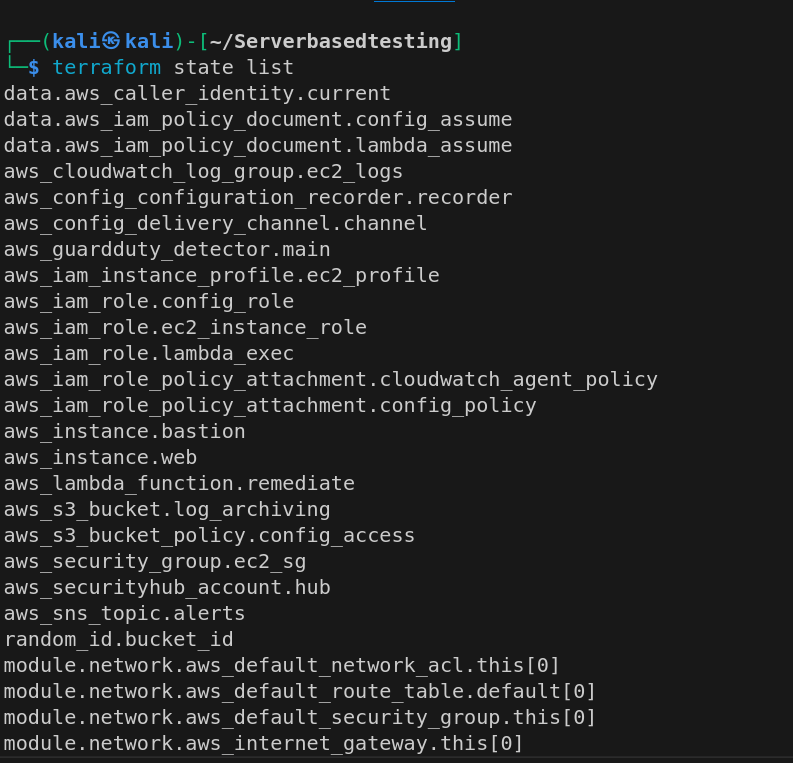 ┌──(kali㉿kali)-[~/Serverbasedtesting]
└─$ terraform state list
data.aws_caller_identity.current
data.aws_iam_policy_document.config_assume
data.aws_iam_policy_document.lambda_assume
aws_cloudwatch_log_group.ec2_logs
aws_config_configuration_recorder.recorder
aws_config_delivery_channel.channel
aws_guardduty_detector.main
aws_iam_instance_profile.ec2_profile
aws_iam_role.config_role
aws_iam_role.ec2_instance_role
aws_iam_role.lambda_exec
aws_iam_role_policy_attachment.cloudwatch_agent_policy
aws_iam_role_policy_attachment.config_policy
aws_instance.bastion
aws_instance.web
aws_lambda_function.remediate
aws_s3_bucket.log_archiving
aws_s3_bucket_policy.config_access
aws_security_group.ec2_sg
aws_securityhub_account.hub
aws_sns_topic.alerts
random_id.bucket_id
module.network.aws_default_network_acl.this[0]
module.network.aws_default_route_table.default[0]
module.network.aws_default_security_group.this[0]
module.network.aws_internet_gateway.this[0]